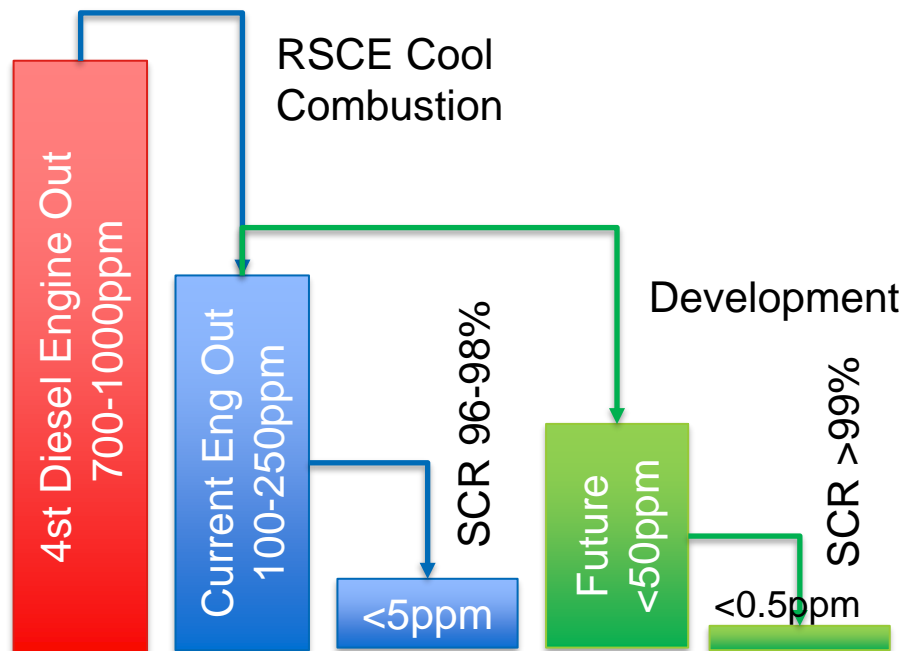 RSCE Cool
Combustion
4st Diesel Engine Out
700-1000ppm
Current Eng Out
100-250ppm
SCR 96-98%
<5ppm
Development
Future
<50ppm
SCR >99%
<0.5ppm